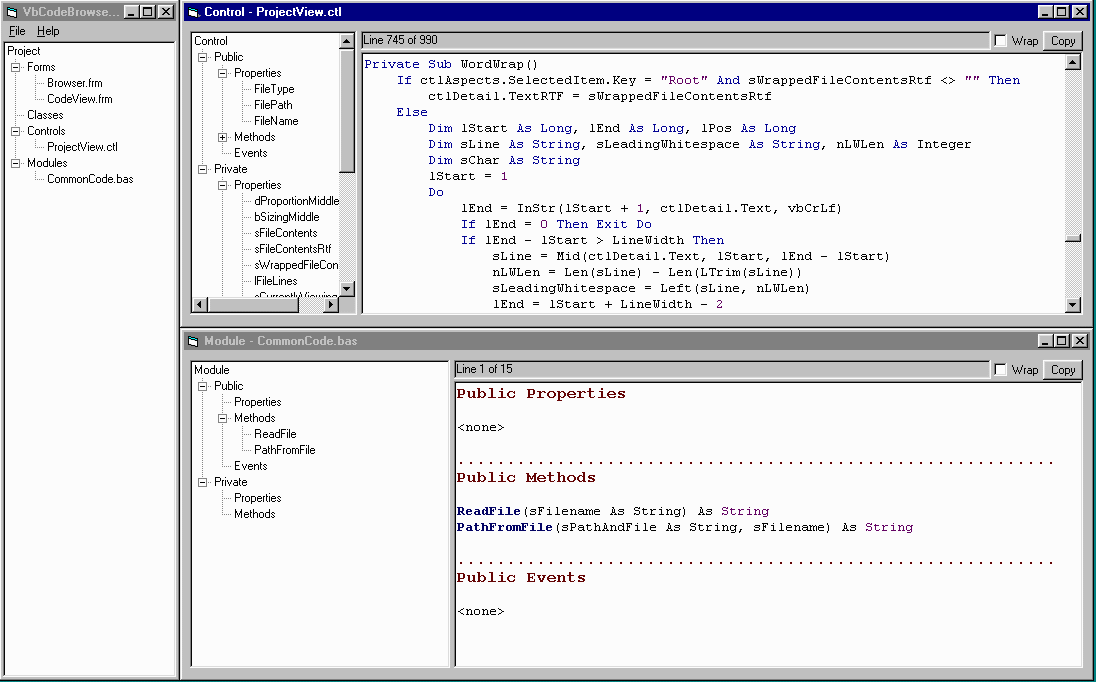 VbCodeBrowse...
File Help
Project
Forms
Browser.frm
CodeView.frm
Classes
Controls
ProjectView.ctl
Modules
CommonCode.bas
Control - ProjectView.ctl
Control
Public
Properties
FileType
FilePath
FileName
Methods
Events
Private
Properties
dProportionMiddle
bSizingMiddle
sFileContents
sFileContentsRtf
sWrappedFileCon
lFileLines
sCurrentlyViewing
Line 745 of 990
Wrap Copy
Private Sub WordWrap()
If ctlAspects.SelectedItem.Key = "Root" And sWrappedFileContentsRtf <> "" Then
ctlDetail.TextRTF = sWrappedFileContentsRtf
Else
Dim lStart As Long, lEnd As Long, lPos As Long
Dim sLine As String, sLeadingWhitespace As String, nLWLen As Integer
Dim sChar As String
lStart = 1
Do
lEnd = InStr(lStart + 1, ctlDetail.Text, vbCrLf)
If lEnd = 0 Then Exit Do
If lEnd - lStart > LineWidth Then
sLine = Mid(ctlDetail.Text, lStart, lEnd - lStart)
nLWLen = Len(sLine) - Len(LTrim(sLine))
sLeadingWhitespace = Left(sLine, nLWLen)
lEnd = lStart + LineWidth - 2
Module - CommonCode.bas
Module
Public
Properties
Methods
ReadFile
PathFromFile
Events
Private
Properties
Methods
Line 1 of 15
Wrap Copy
Public Properties
<none>
............................................................
Public Methods
ReadFile(sFilename As String) As String
PathFromFile(sPathAndFile As String, sFilename) As String
............................................................
Public Events
<none>